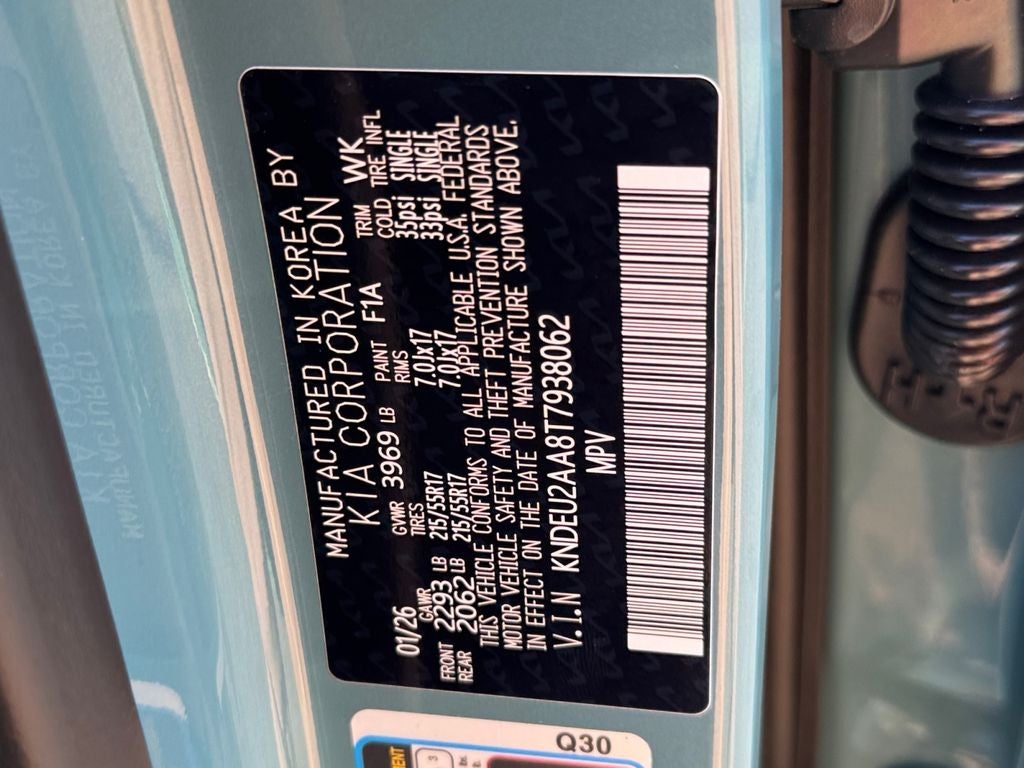 MANUFACTURED IN KOREA BY
KIA CORPORATION
01/26 GVWR 3969 LB PAINT F1A TRIM WK
GAWR TIRES RIMS COLD TIRE INFL
FRONT 2293 LB 215/55R17 7.0Jx17 35psi SINGLE
REAR 2062 LB 215/55R17 7.0Jx17 33psi SINGLE
THIS VEHICLE CONFORMS TO ALL APPLICABLE U.S.A. FEDERAL
MOTOR VEHICLE SAFETY AND THEFT PREVENTION STANDARDS
IN EFFECT ON THE DATE OF MANUFACTURE SHOWN ABOVE.
V.I.N KNDEU2AA8TT7938062
MPV
Q30
R-H